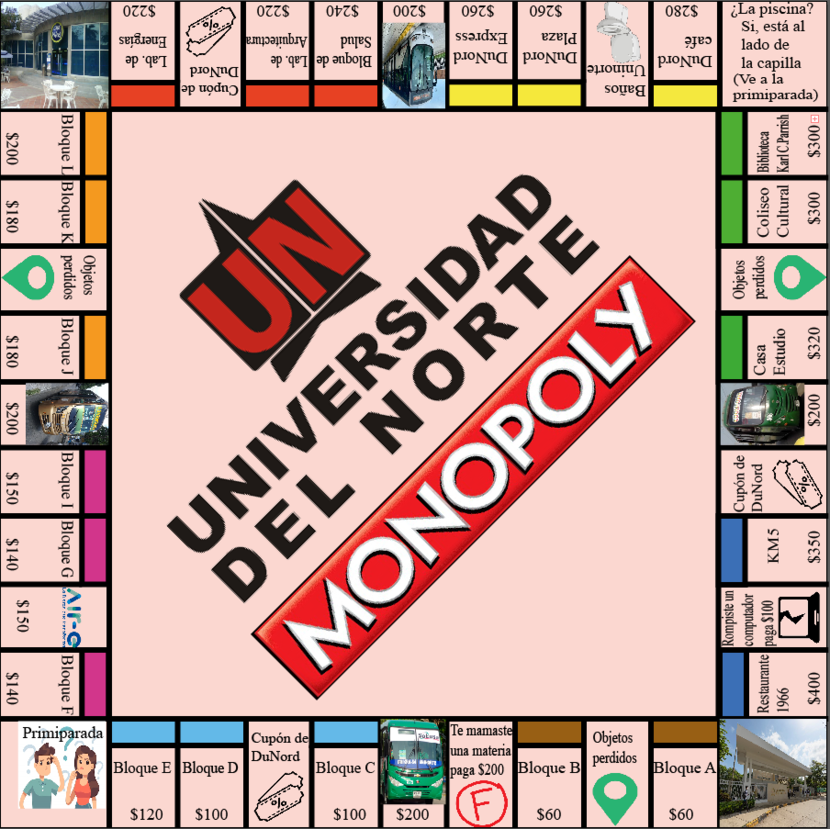 $220
Lab. de
Energas
Cupón de
DuNord
$220
Lab. de
Arquitectura
$240
Bloque de
Salud
$200
$260
DuNord
Express
$260
DuNord
Plaza
Baños
Uninorte
$280
DuNord
café
¿La piscina?
Si, está al
lado de
la capilla
(Ve a la
primiparada)
Bloque L
$200
Bloque K
$180
Objetos
perdidos
Bloque J
$180
$200
Bloque I
$150
Bloque G
$140
Air-e
$150
Bloque F
$140
UN
UNIVERSIDAD
DEL NORTE
MONOPOLY
Biblioteca
Karl C.Parrish
$300
Coliseo
Cultural
$300
Objetos
perdidos
Casa
Estudio
$320
$200
Cupón de
DuNord
KM5
$350
Rompiste un
computador
paga $100
Restaurante
1966
$400
Primiparada
Bloque E
$120
Bloque D
$100
Cupón de
DuNord
Bloque C
$100
$200
Te mamaste
una materia
paga $200
F
Bloque B
$60
Objetos
perdidos
Bloque A
$60